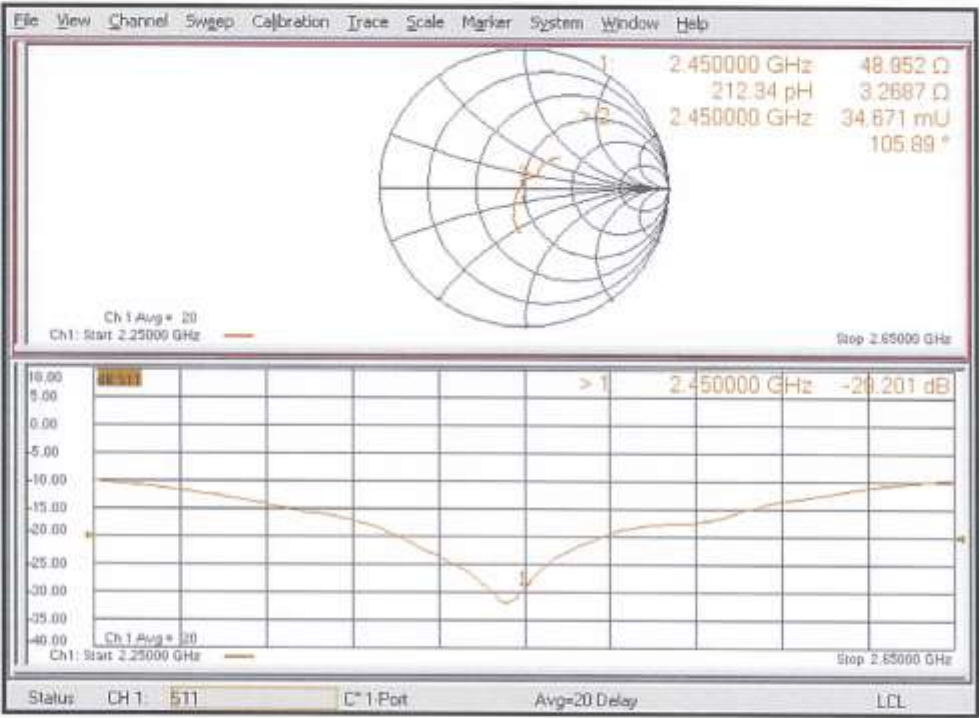 File View Channel Sweep Calibration Trace Scale Marker System Window Help
1: 2.450000 GHz 48.952 Ω
212.34 pH 3.2687 Ω
> 2: 2.450000 GHz 34.671 mU
105.89 °
Ch 1 Avg = 20
Ch1: Start 2.25000 GHz
Stop 2.65000 GHz
10.00
> 1 2.450000 GHz -29.201 dB
5.00
0.00
-5.00
-10.00
-15.00
-20.00
-25.00
1
-30.00
-35.00
-40.00
Ch 1 Avg = 20
Ch1: Start 2.25000 GHz
Stop 2.65000 GHz
Status CH 1: S11 C* 1-Port Avg=20 Delay LCL